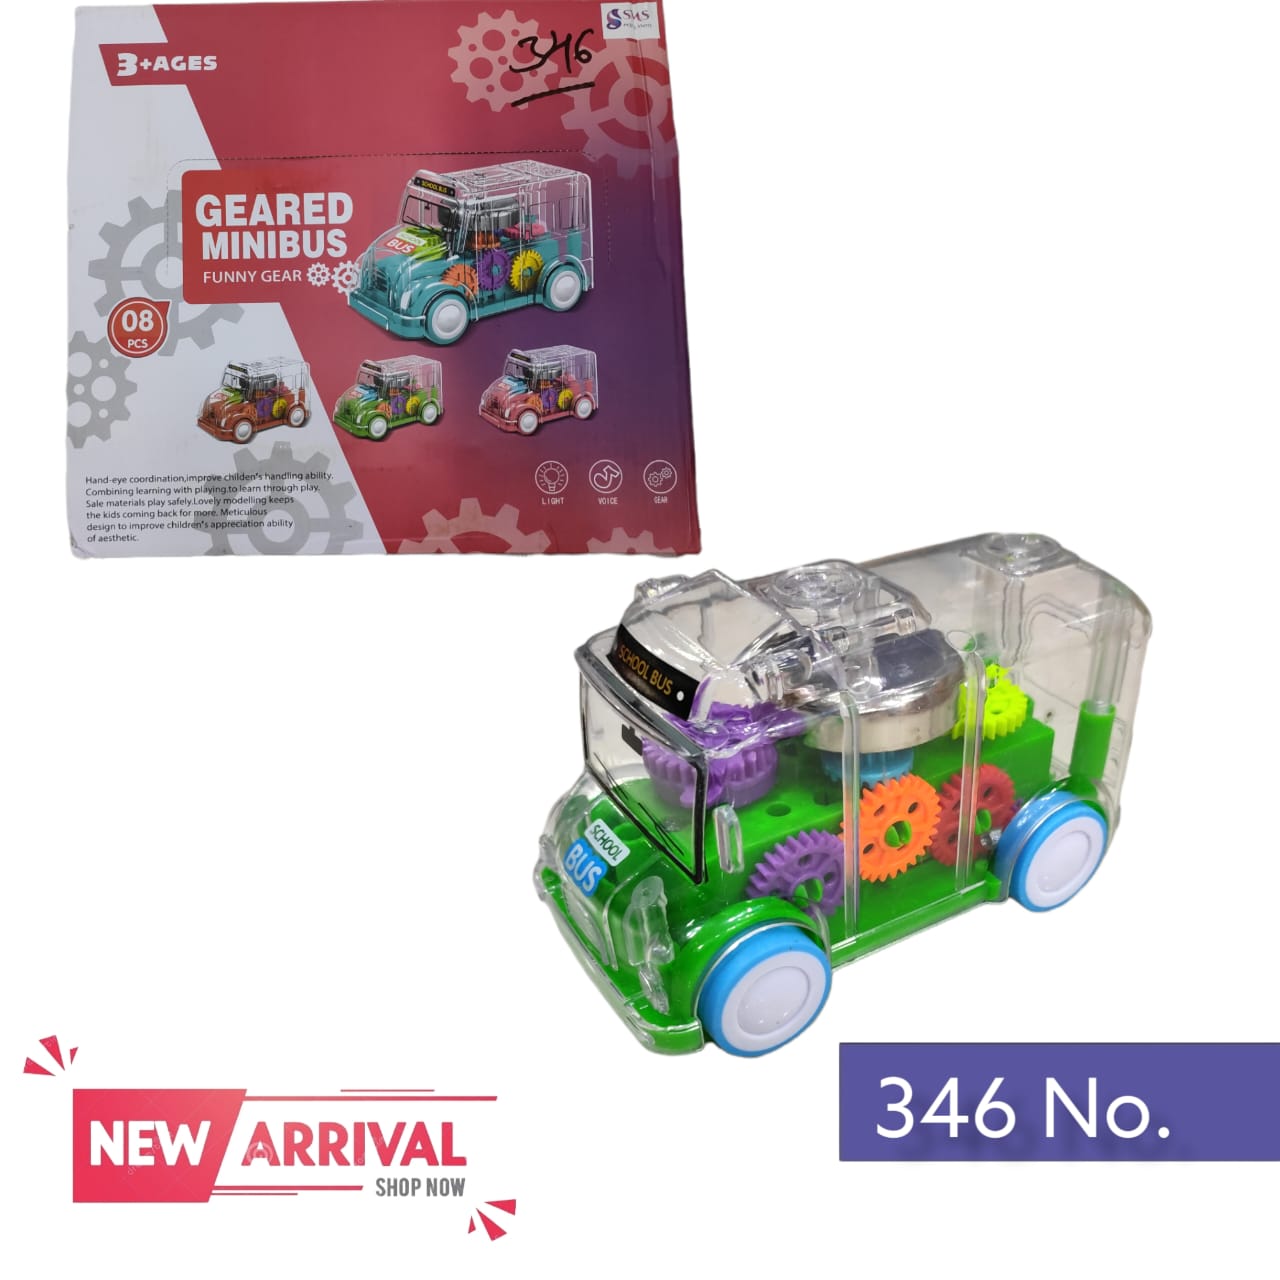 3+AGES
346
SMS
GEARED
MINIBUS
FUNNY GEAR
SCHOOL BUS
BUS
08
PCS
Hand-eye coordination,improve childen's handling ability.
Combining learning with playing.to learn through play.
Sale materials play safely.Lovely modelling keeps
the kids coming back for more. Meticulous
design to improve children's appreciation ability
of aesthetic.
LIGHT
VOICE
GEAR
SCHOOL BUS
SCHOOL
BUS
NEW ARRIVAL
SHOP NOW
346 No.